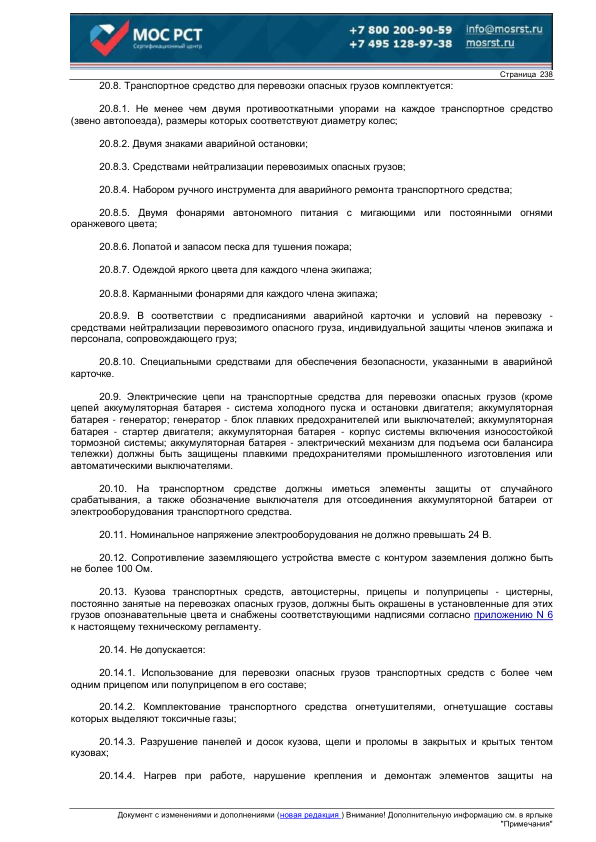 МОС РСТ
Сертификационный центр
+7 800 200-90-59
+7 495 128-97-38
info@mosrst.ru
mosrst.ru
Страница 238
20.8. Транспортное средство для перевозки опасных грузов комплектуется:
20.8.1. Не менее чем двумя противооткатными упорами на каждое транспортное средство
(звено автопоезда), размеры которых соответствуют диаметру колес;
20.8.2. Двумя знаками аварийной остановки;
20.8.3. Средствами нейтрализации перевозимых опасных грузов;
20.8.4. Набором ручного инструмента для аварийного ремонта транспортного средства;
20.8.5. Двумя фонарями автономного питания с мигающими или постоянными огнями
оранжевого цвета;
20.8.6. Лопатой и запасом песка для тушения пожара;
20.8.7. Одеждой яркого цвета для каждого члена экипажа;
20.8.8. Карманными фонарями для каждого члена экипажа;
20.8.9. В соответствии с предписаниями аварийной карточки и условий на перевозку -
средствами нейтрализации перевозимого опасного груза, индивидуальной защиты членов экипажа и
персонала, сопровождающего груз;
20.8.10. Специальными средствами для обеспечения безопасности, указанными в аварийной
карточке.
20.9. Электрические цепи на транспортные средства для перевозки опасных грузов (кроме
цепей аккумуляторная батарея - система холодного пуска и остановки двигателя; аккумуляторная
батарея - генератор; генератор - блок плавких предохранителей или выключателей; аккумуляторная
батарея - стартер двигателя; аккумуляторная батарея - корпус системы включения износостойкой
тормозной системы; аккумуляторная батарея - электрический механизм для подъема оси балансира
тележки) должны быть защищены плавкими предохранителями промышленного изготовления или
автоматическими выключателями.
20.10. На транспортном средстве должны иметься элементы защиты от случайного
срабатывания, а также обозначение выключателя для отсоединения аккумуляторной батареи от
электрооборудования транспортного средства.
20.11. Номинальное напряжение электрооборудования не должно превышать 24 В.
20.12. Сопротивление заземляющего устройства вместе с контуром заземления должно быть
не более 100 Ом.
20.13. Кузова транспортных средств, автоцистерны, прицепы и полуприцепы - цистерны,
постоянно занятые на перевозках опасных грузов, должны быть окрашены в установленные для этих
грузов опознавательные цвета и снабжены соответствующими надписями согласно приложению N 6
к настоящему техническому регламенту.
20.14. Не допускается:
20.14.1. Использование для перевозки опасных грузов транспортных средств с более чем
одним прицепом или полуприцепом в его составе;
20.14.2. Комплектование транспортного средства огнетушителями, огнетушащие составы
которых выделяют токсичные газы;
20.14.3. Разрушение панелей и досок кузова, щели и проломы в закрытых и крытых тентом
кузовах;
20.14.4. Нагрев при работе, нарушение крепления и демонтаж элементов защиты на
Документ с изменениями и дополнениями (новая редакция ) Внимание! Дополнительную информацию см. в ярлыке
"Примечания"